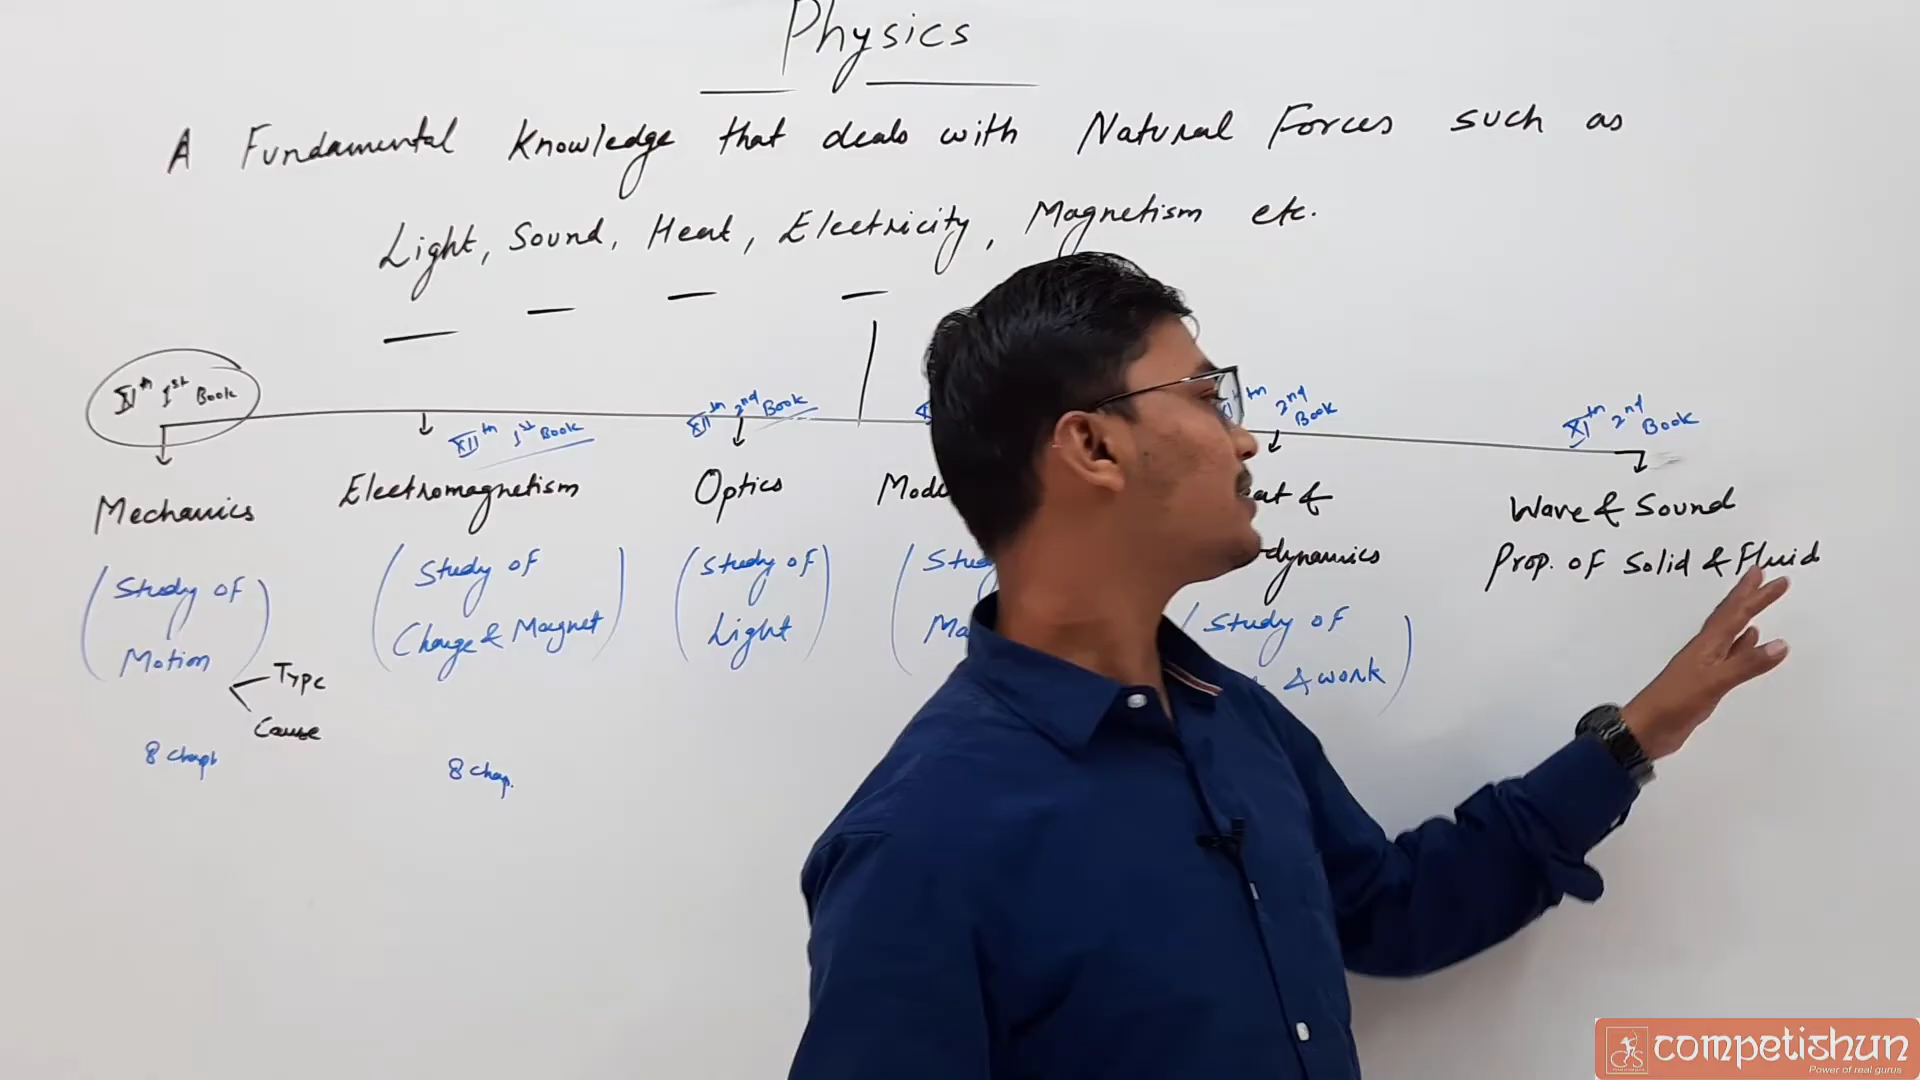 Physics
A Fundamental Knowledge that deals with Natural Forces such as
Light, Sound, Heat, Electricity, Magnetism etc.
XIth 1st Book
XIIth 1st Book
XIIth 2nd Book
2nd Book
XIth 2nd Book
Mechanics
Electromagnetism
Optics
&
Wave & Sound
Prop. of Solid & Fluid
(Study of
Motion)
Type
Cause
(Study of
Charge & Magnet)
(Study of
Light)
Study of
& work)
8 Chapt
8 Chap.
competishun
Power of real gurus